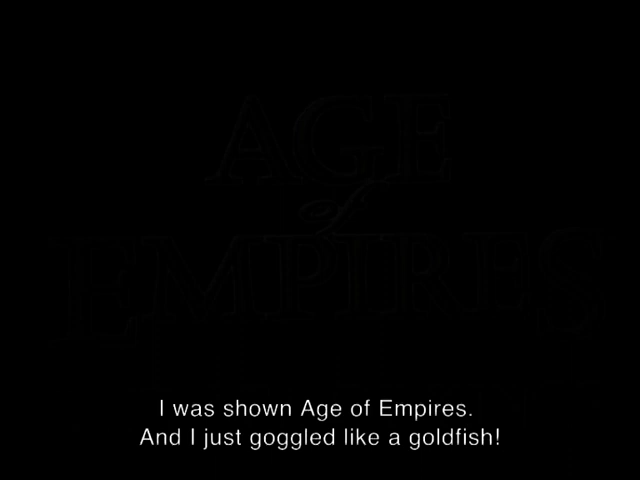 AGE
of
EMPIRES
I was shown Age of Empires.
And I just goggled like a goldfish!